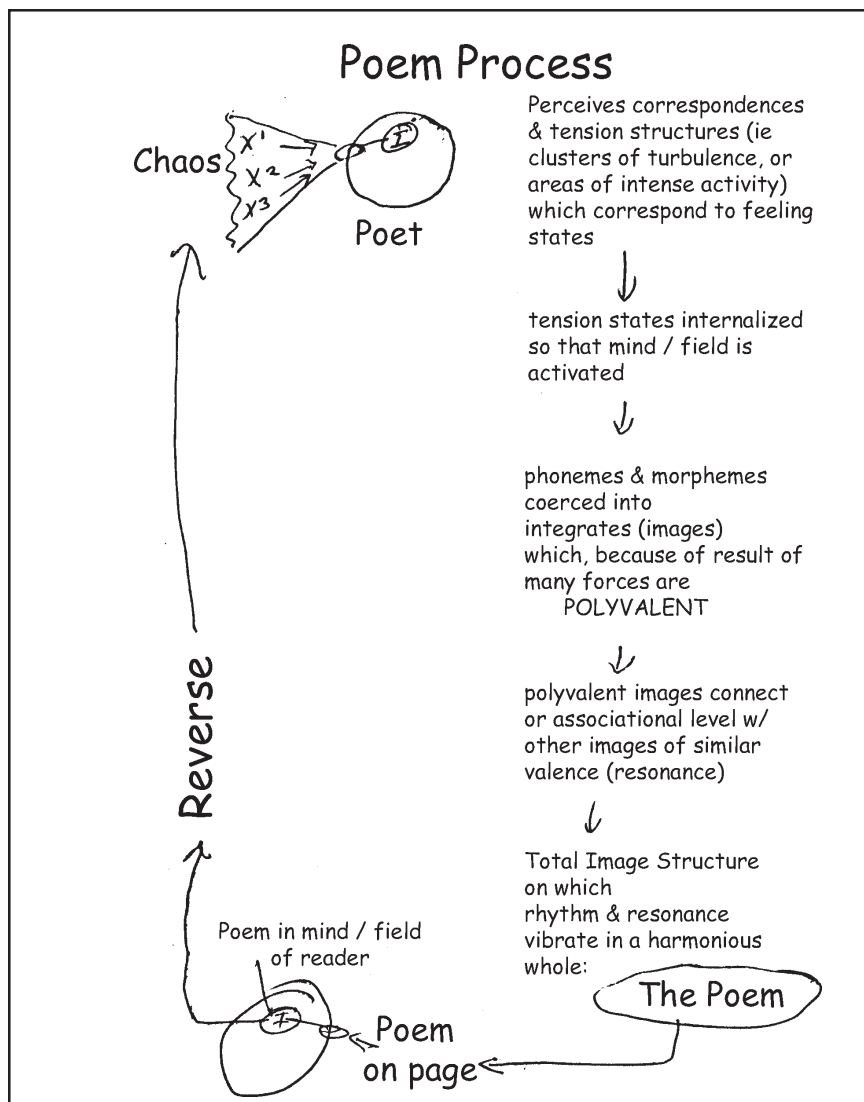 Poem Process
Chaos
X1
X2
X3
I
Poet
Perceives correspondences
& tension structures (ie
clusters of turbulence, or
areas of intense activity)
which correspond to feeling
states
tension states internalized
so that mind / field is
activated
phonemes & morphemes
coerced into
integrates (images)
which, because of result of
many forces are
POLYVALENT
polyvalent images connect
or associational level w/
other images of similar
valence (resonance)
Total Image Structure
on which
rhythm & resonance
vibrate in a harmonious
whole:
The Poem
Poem
on page
Poem in mind / field
of reader
I
Reverse